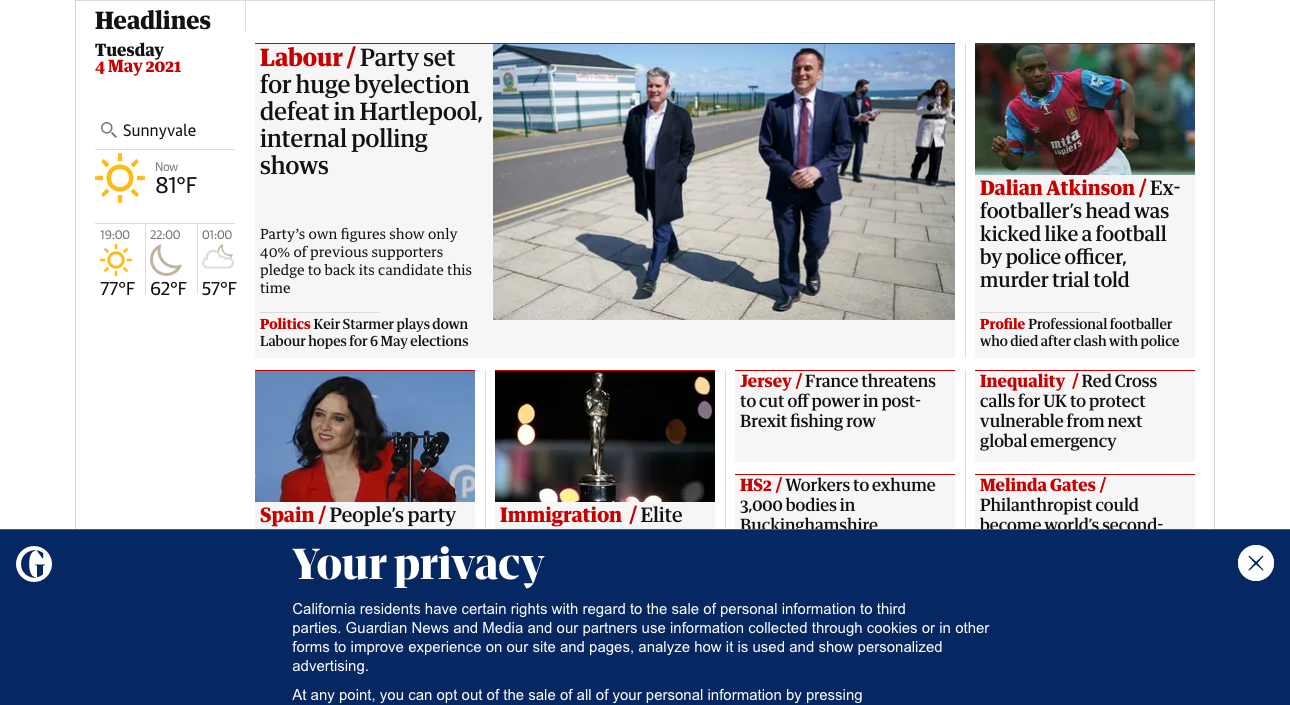 Headlines
Tuesday
4 May 2021
Sunnyvale
Now
81°F
19:00
22:00
01:00
77°F
62°F
57°F
Labour / Party set
for huge byelection
defeat in Hartlepool,
internal polling
shows
Party's own figures show only
40% of previous supporters
pledge to back its candidate this
time
Politics Keir Starmer plays down
Labour hopes for 6 May elections
mita
copiers
Dalian Atkinson / Ex-
footballer's head was
kicked like a football
by police officer,
murder trial told
Profile Professional footballer
who died after clash with police
Spain / People's party
Immigration / Elite
Jersey / France threatens
to cut off power in post-
Brexit fishing row
HS2 / Workers to exhume
3,000 bodies in
Buckinghamshire
Inequality / Red Cross
calls for UK to protect
vulnerable from next
global emergency
Melinda Gates /
Philanthropist could
become world's second-
G
Your privacy
California residents have certain rights with regard to the sale of personal information to third
parties. Guardian News and Media and our partners use information collected through cookies or in other
forms to improve experience on our site and pages, analyze how it is used and show personalized
advertising.
At any point, you can opt out of the sale of all of your personal information by pressing